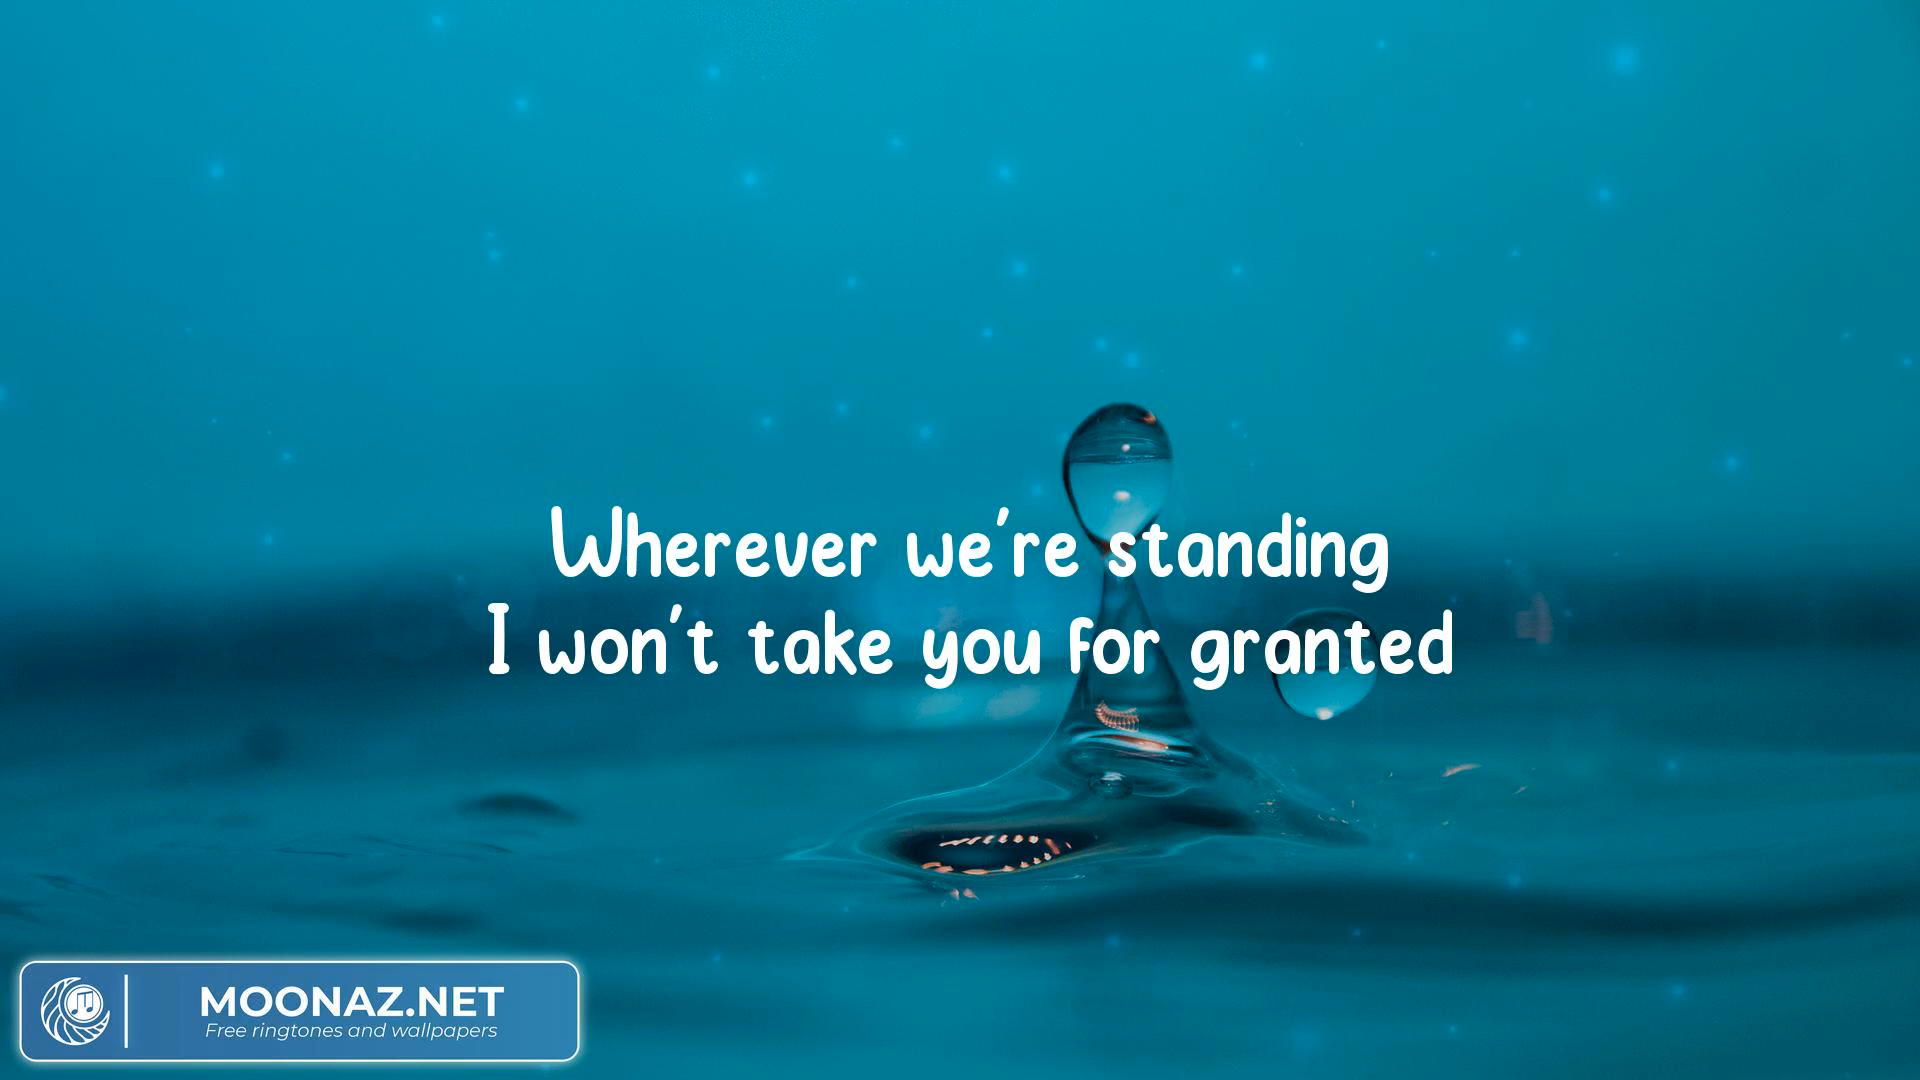 Wherever we're standing
I won't take you for granted
MOONAZ.NET
Free ringtones and wallpapers